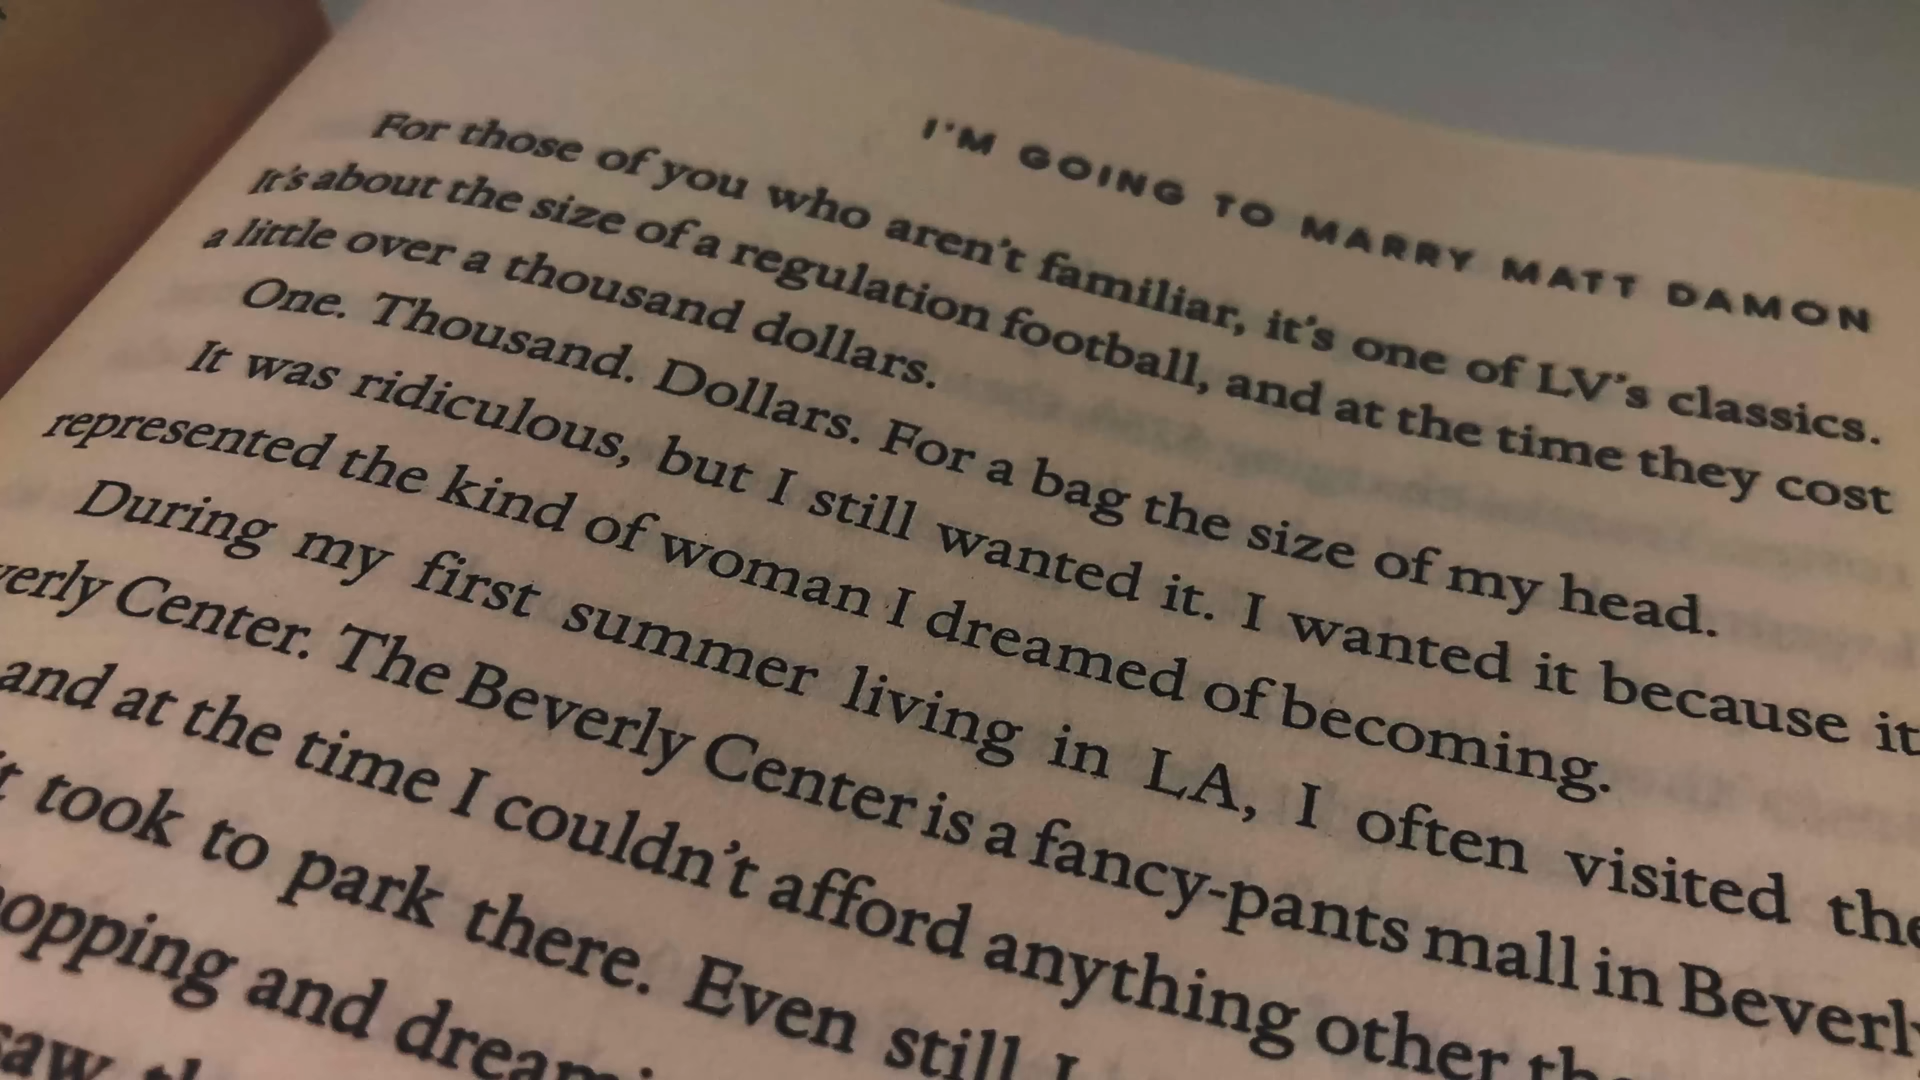 I'M GOING TO MARRY MATT DAMON
For those of you who aren't familiar, it's one of LV's classics.
It's about the size of a regulation football, and at the time they cost
a little over a thousand dollars.
One. Thousand. Dollars. For a bag the size of my head.
It was ridiculous, but I still wanted it. I wanted it because it
represented the kind of woman I dreamed of becoming.
During my first summer living in LA, I often visited the
verly Center. The Beverly Center is a fancy-pants mall in Beverly
and at the time I couldn't afford anything other
took to park there. Even still I
opping and
saw